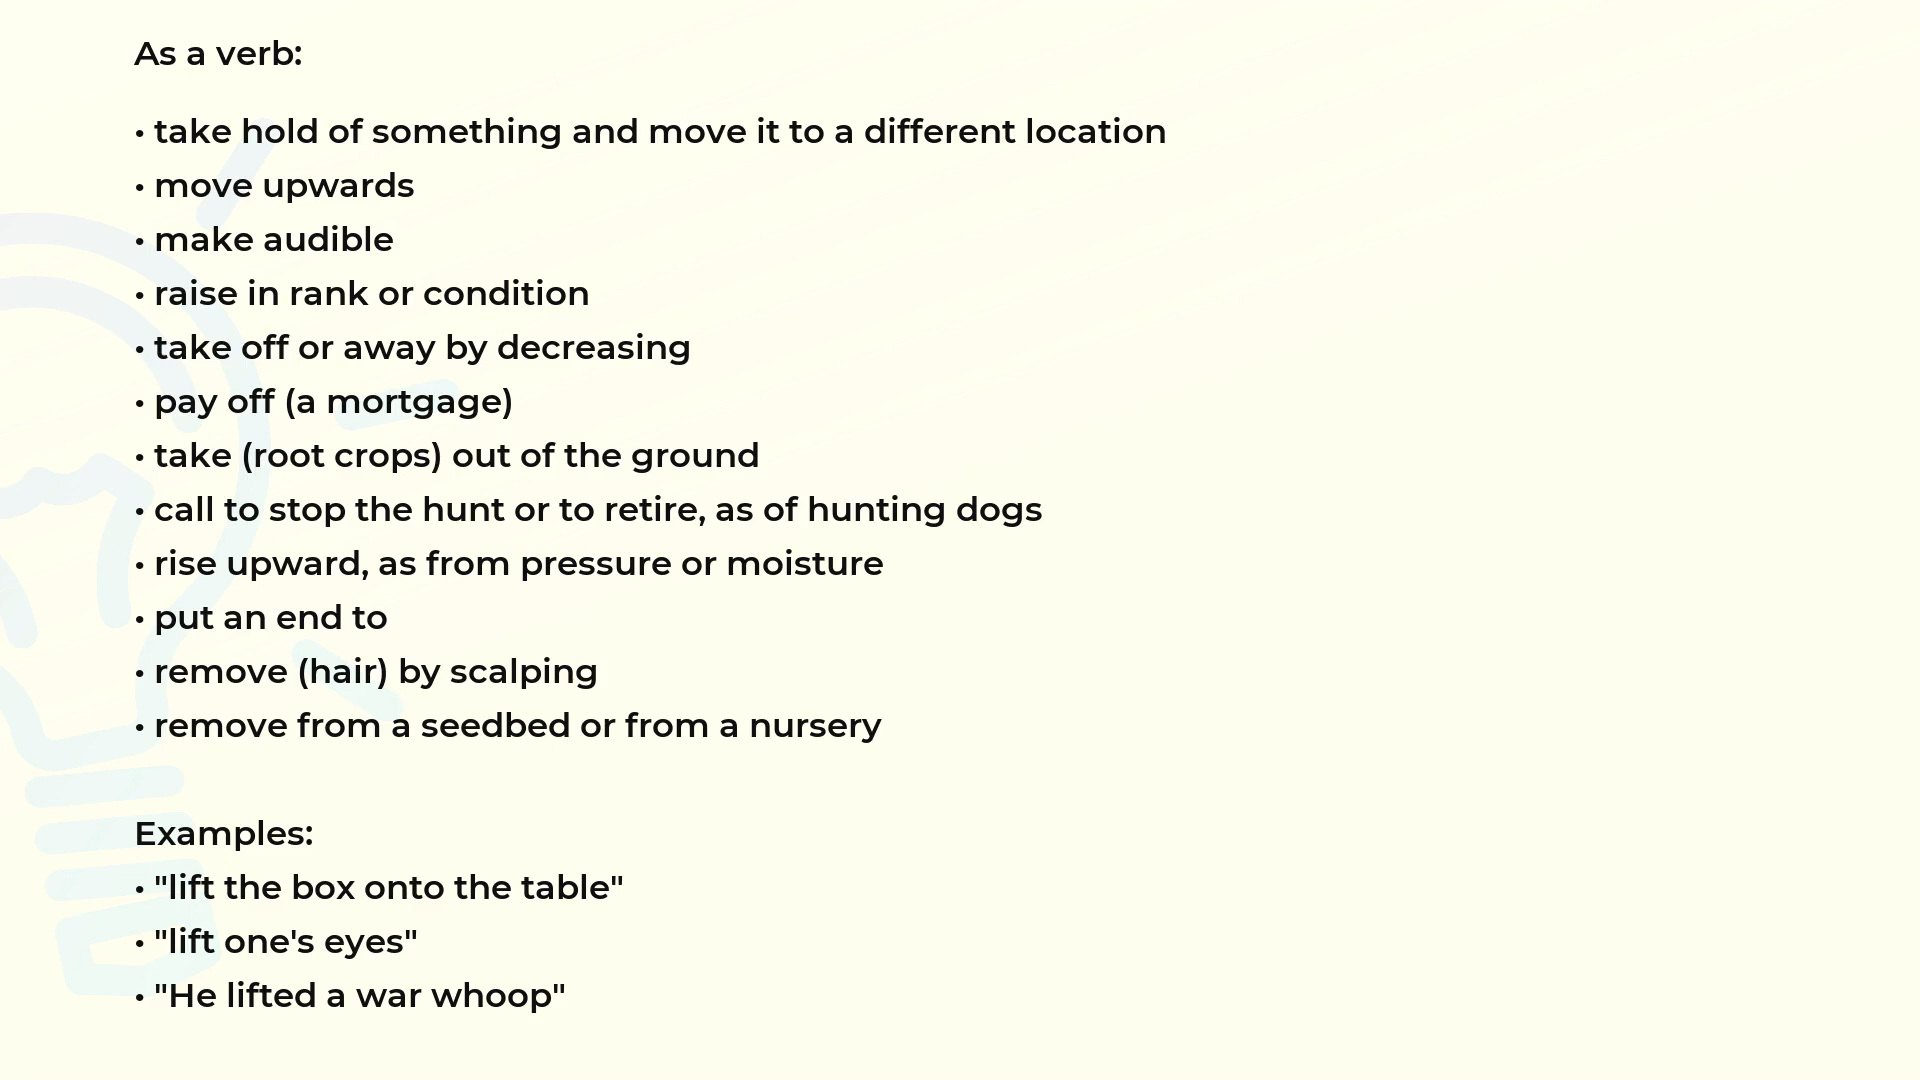 As a verb:
• take hold of something and move it to a different location
• move upwards
• make audible
• raise in rank or condition
• take off or away by decreasing
• pay off (a mortgage)
• take (root crops) out of the ground
• call to stop the hunt or to retire, as of hunting dogs
• rise upward, as from pressure or moisture
• put an end to
• remove (hair) by scalping
• remove from a seedbed or from a nursery
Examples:
• "lift the box onto the table"
• "lift one's eyes"
• "He lifted a war whoop"